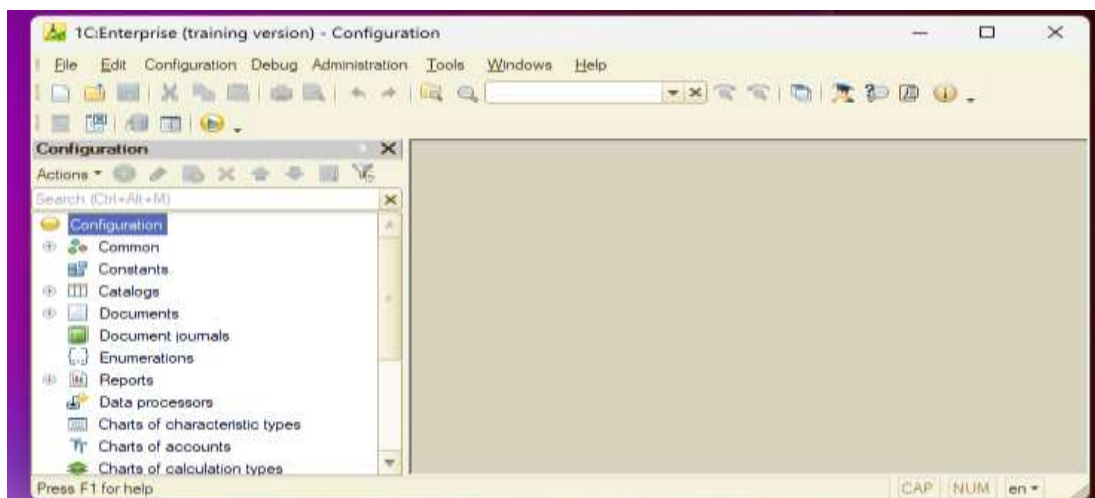 1C:Enterprise (training version) - Configuration
File Edit Configuration Debug Administration Tools Windows Help
Configuration
Actions
Search (Ctrl+Alt+M)
Configuration
Common
Constants
Catalogs
Documents
Document journals
Enumerations
Reports
Data processors
Charts of characteristic types
Charts of accounts
Charts of calculation types
Press F1 for help
CAP NUM en